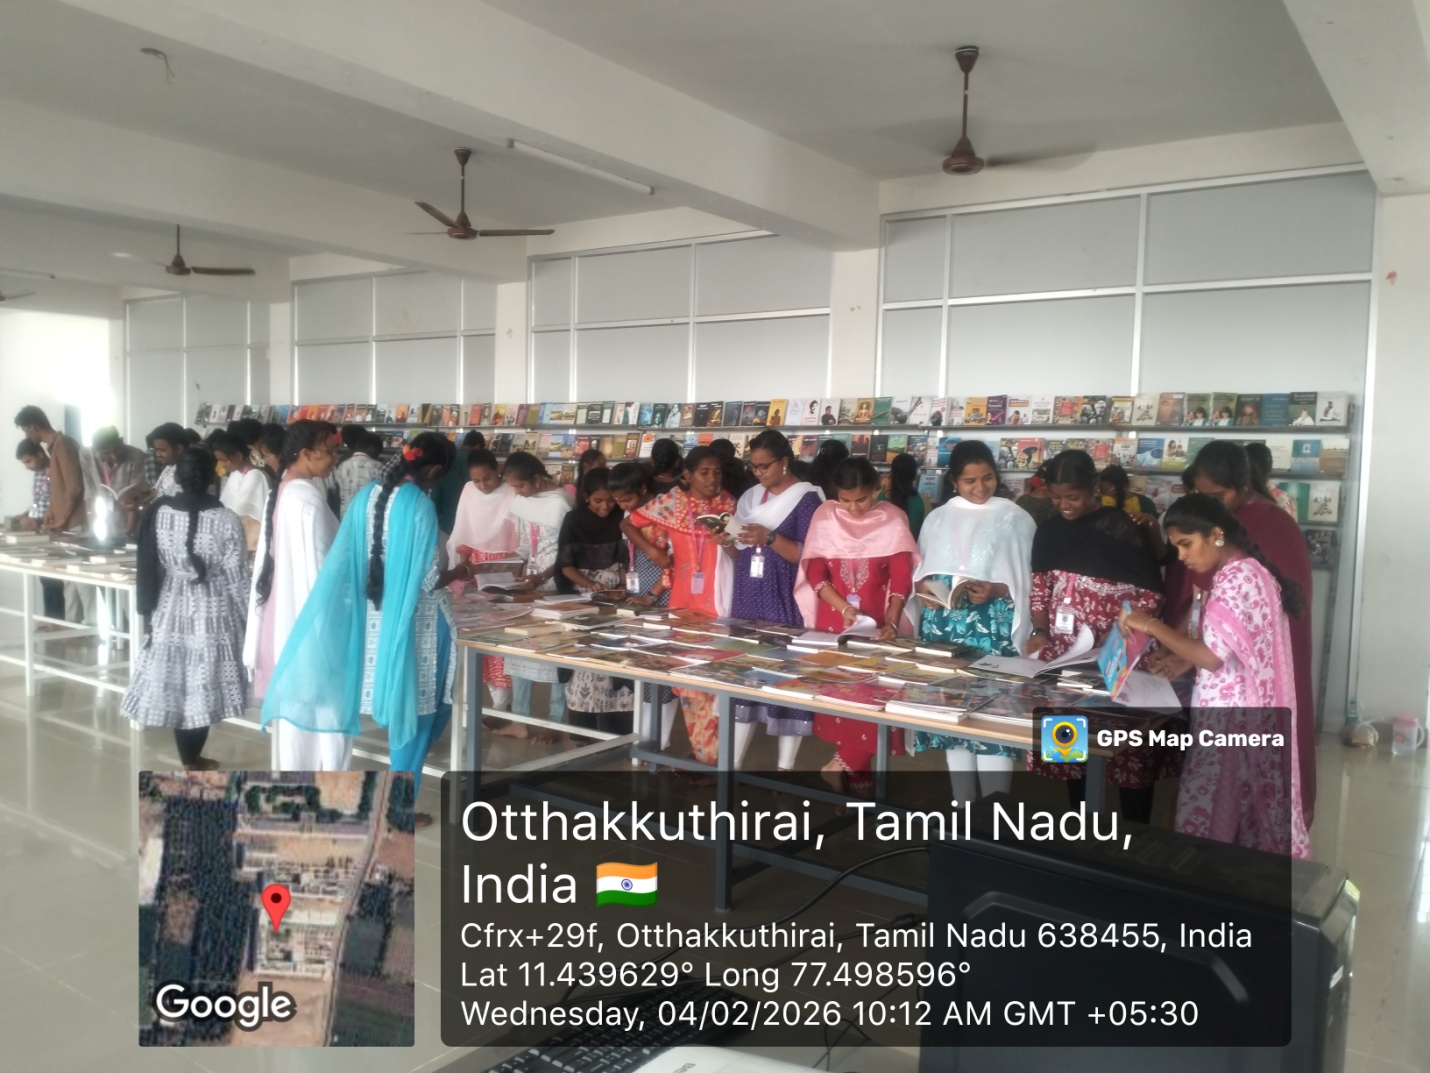 GPS Map Camera
Otthakkuthirai, Tamil Nadu,
India
Cfrx+29f, Otthakkuthirai, Tamil Nadu 638455, India
Lat 11.439629° Long 77.498596°
Wednesday, 04/02/2026 10:12 AM GMT +05:30
Google